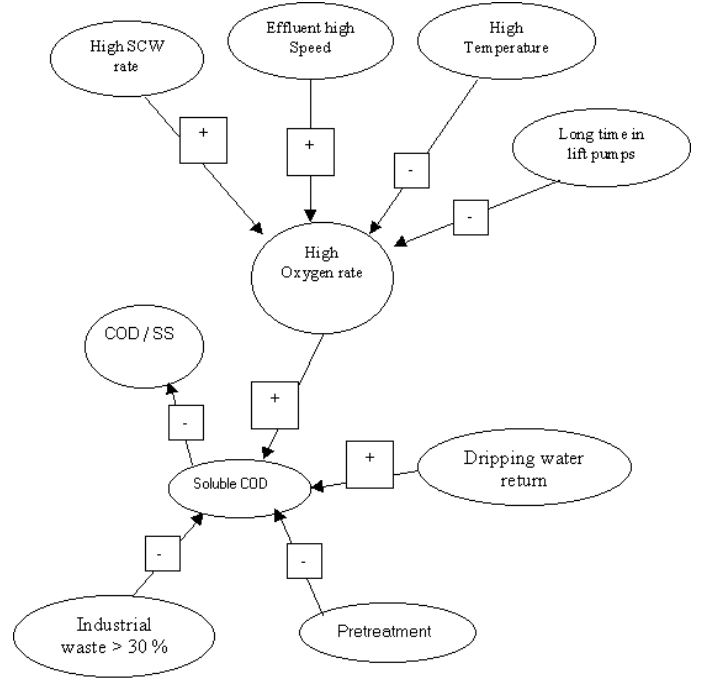 High SCW
rate
Effluent high
Speed
High
Temperature
Long time in
lift pumps
+
+
-
-
High
Oxygen rate
COD / SS
+
-
Soluble COD
+
Dripping water
return
-
-
Industrial
waste > 30 %
Pretreatment